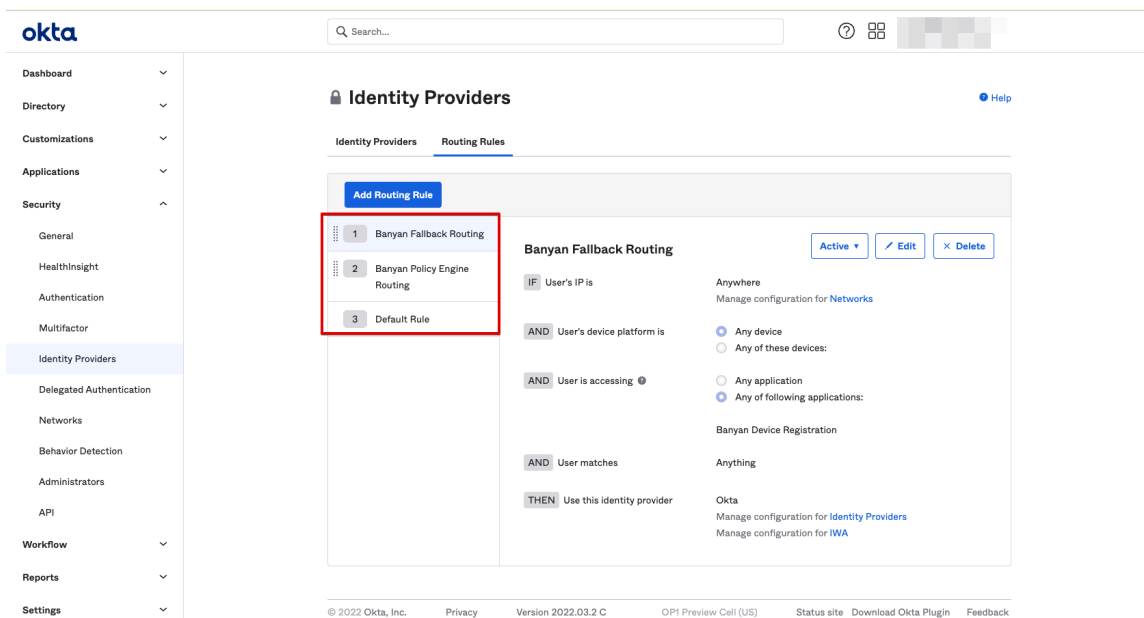 okta
Search...
Dashboard
Directory
Customizations
Applications
Security
General
HealthInsight
Authentication
Multifactor
Identity Providers
Delegated Authentication
Networks
Behavior Detection
Administrators
API
Workflow
Reports
Settings
Identity Providers
Help
Identity Providers
Routing Rules
Add Routing Rule
1 Banyan Fallback Routing
2 Banyan Policy Engine
Routing
3 Default Rule
Banyan Fallback Routing
Active
Edit
Delete
IF User's IP is
Anywhere
Manage configuration for Networks
AND User's device platform is
Any device
Any of these devices:
AND User is accessing
Any application
Any of following applications:
Banyan Device Registration
AND User matches
Anything
THEN Use this identity provider
Okta
Manage configuration for Identity Providers
Manage configuration for IWA
© 2022 Okta, Inc.
Privacy
Version 2022.03.2 C
OP1 Preview Cell (US)
Status site
Download Okta Plugin
Feedback